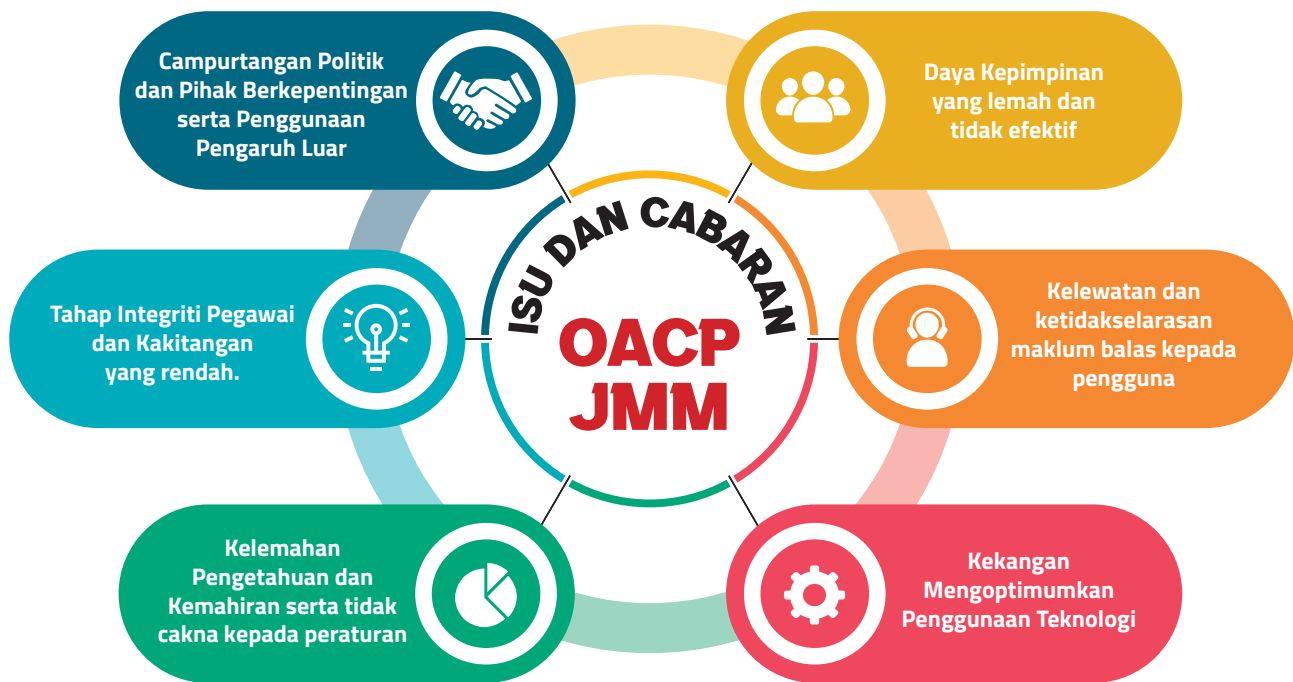 Campurtangan Politik
dan Pihak Berkepentingan
serta Penggunaan
Pengaruh Luar
Daya Kepimpinan
yang lemah dan
tidak efektif
ISU DAN CABARAN
OACP
JMM
Tahap Integriti Pegawai
dan Kakitangan
yang rendah.
Kelewatan dan
ketidakselarasan
maklum balas kepada
pengguna
Kelemahan
Pengetahuan dan
Kemahiran serta tidak
cakna kepada peraturan
Kekangan
Mengoptimumkan
Penggunaan Teknologi